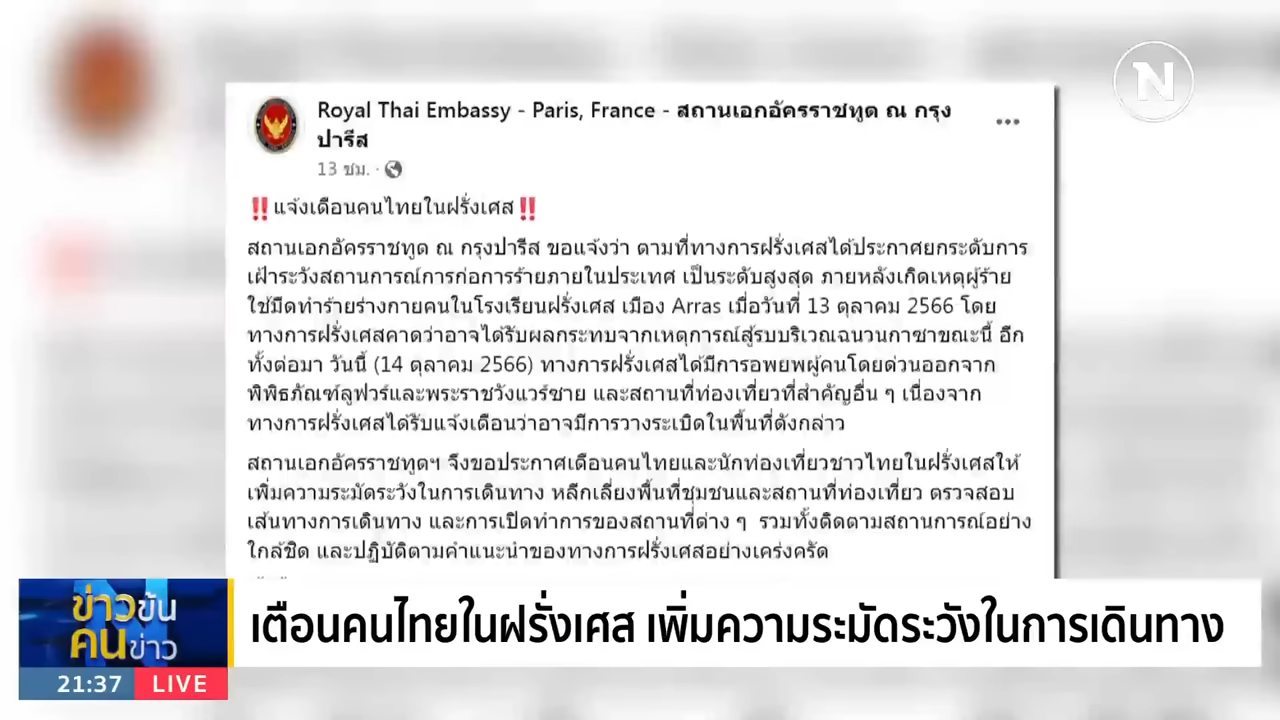 N
Royal Thai Embassy - Paris, France - สถานเอกอัครราชทูต ณ กรุง
ปารีส
13 ชม. ·
‼แจ้งเตือนคนไทยในฝรั่งเศส‼
สถานเอกอัครราชทูต ณ กรุงปารีส ขอแจ้งว่า ตามที่ทางการฝรั่งเศสได้ประกาศยกระดับการ
เฝ้าระวังสถานการณ์การก่อการร้ายภายในประเทศ เป็นระดับสูงสุด ภายหลังเกิดเหตุผู้ร้าย
ใช้มีดทำร้ายร่างกายคนในโรงเรียนฝรั่งเศส เมือง Arras เมื่อวันที่ 13 ตุลาคม 2566 โดย
ทางการฝรั่งเศสคาดว่าอาจได้รับผลกระทบจากเหตุการณ์สู้รบบริเวณฉนวนกาซาขณะนี้ อีก
ทั้งต่อมา วันนี้ (14 ตุลาคม 2566) ทางการฝรั่งเศสได้มีการอพยพผู้คนโดยด่วนออกจาก
พิพิธภัณฑ์ลูฟวร์และพระราชวังแวร์ซาย และสถานที่ท่องเที่ยวที่สำคัญอื่น ๆ เนื่องจาก
ทางการฝรั่งเศสได้รับแจ้งเตือนว่าอาจมีการวางระเบิดในพื้นที่ดังกล่าว
สถานเอกอัครราชทูตฯ จึงขอประกาศเตือนคนไทยและนักท่องเที่ยวชาวไทยในฝรั่งเศสให้
เพิ่มความระมัดระวังในการเดินทาง หลีกเลี่ยงพื้นที่ชุมชนและสถานที่ท่องเที่ยว ตรวจสอบ
เส้นทางการเดินทาง และการเปิดทำการของสถานที่ต่าง ๆ รวมทั้งติดตามสถานการณ์อย่าง
ใกล้ชิด และปฏิบัติตามคำแนะนำของทางการฝรั่งเศสอย่างเคร่งครัด
ข่าวข้น
คนข่าว
เตือนคนไทยในฝรั่งเศส เพิ่มความระมัดระวังในการเดินทาง
21:37 LIVE